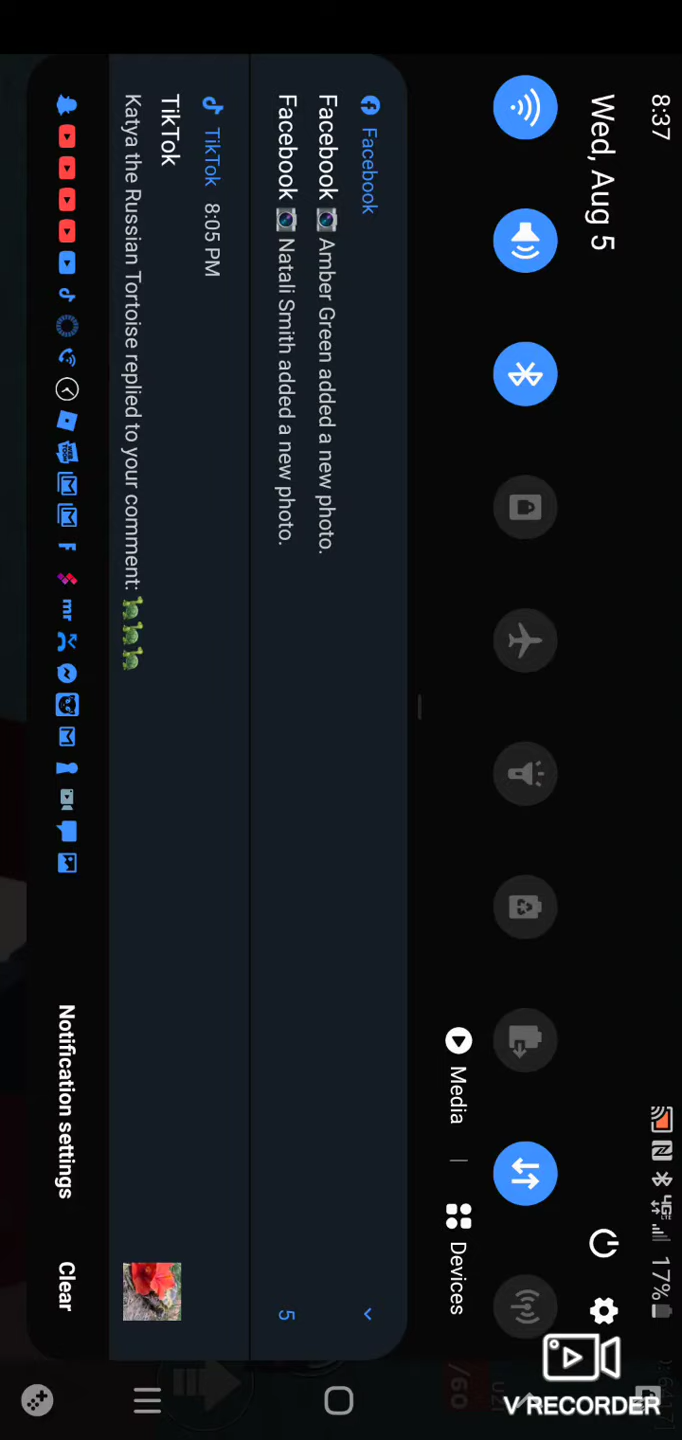 8:37
17%
Wed, Aug 5
Media
Devices
Facebook
Facebook 📷 Amber Green added a new photo.
Facebook 📷 Natali Smith added a new photo.
5
TikTok 8:05 PM
TikTok
Katya the Russian Tortoise replied to your comment: 🐛🐛🐛
Notification settings
Clear
V RECORDER